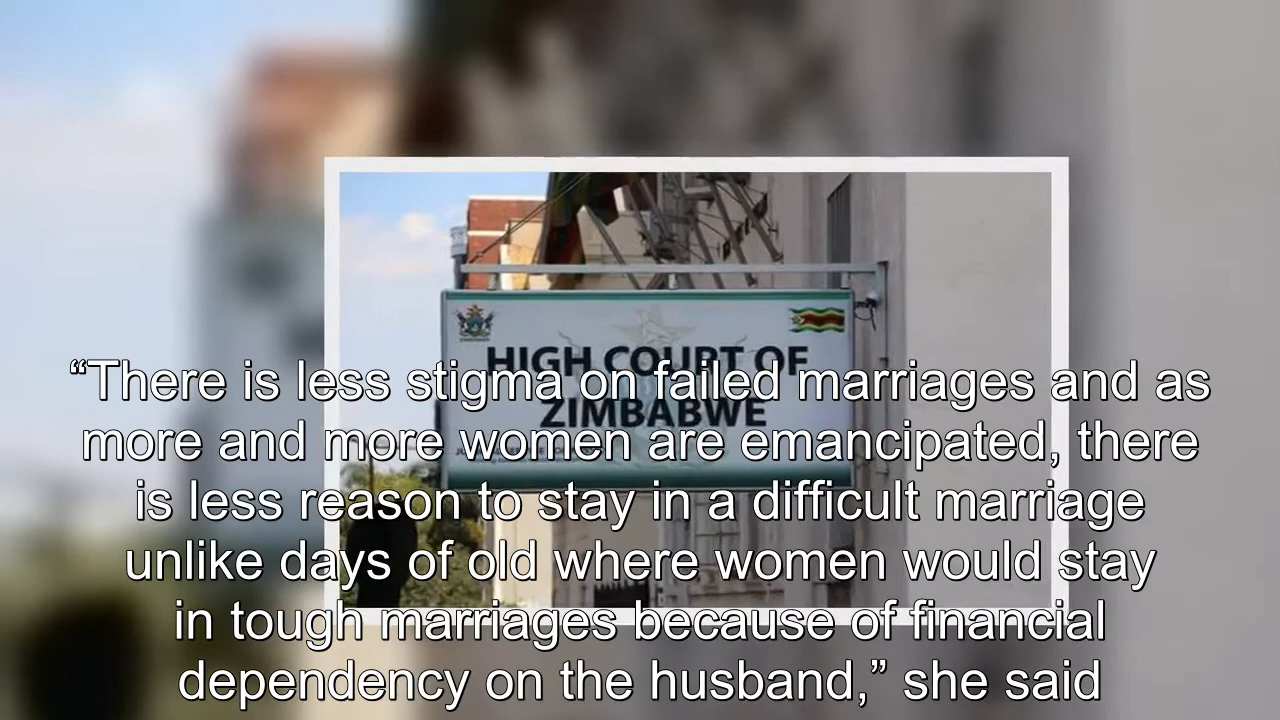 HIGH COURT OF
ZIMBABWE
“There is less stigma on failed marriages and as
more and more women are emancipated, there
is less reason to stay in a difficult marriage
unlike days of old where women would stay
in tough marriages because of financial
dependency on the husband,” she said